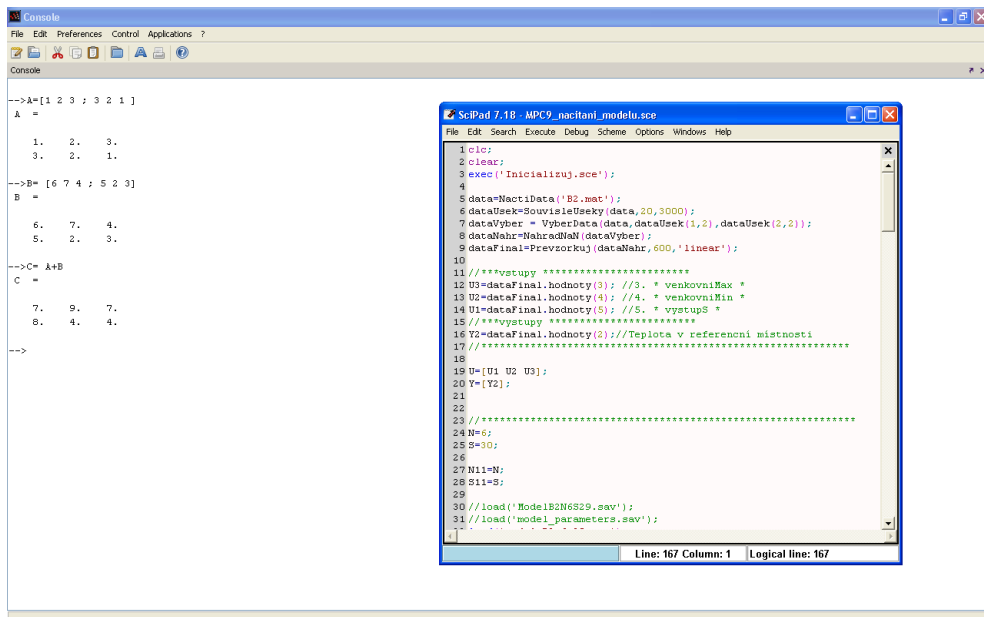 Console
File Edit Preferences Control Applications ?
Console
-->A=[1 2 3 ; 3 2 1 ]
A =
1. 2. 3.
3. 2. 1.
-->B= [6 7 4 ; 5 2 3]
B =
6. 7. 4.
5. 2. 3.
-->C= A+B
C =
7. 9. 7.
8. 4. 4.
-->
SciPad 7.18 - MPC9_nacitani_modelu.sce
File Edit Search Execute Debug Scheme Options Windows Help
1 clc;
2 clear;
3 exec('Inicializuj.sce');
4
5 data=NactiData('B2.mat');
6 dataUsek=SouvisleUseky(data,20,3000);
7 dataVyber = VyberData(data,dataUsek(1,2),dataUsek(2,2));
8 dataNahr=NahradNaN(dataVyber);
9 dataFinal=Prevzorkuj(dataNahr,600,'linear');
10
11 //***vstupy ************************
12 U3=dataFinal.hodnoty(3); //3. * venkovniMax *
13 U2=dataFinal.hodnoty(4); //4. * venkovniMin *
14 U1=dataFinal.hodnoty(5); //5. * vystupS *
15 //***vystupy ************************
16 Y2=dataFinal.hodnoty(2);//Teplota v referencní místnosti
17 //************************************************************
18
19 U=[U1 U2 U3];
20 Y=[Y2];
21
22
23 //*************************************************************
24 N=6;
25 S=30;
26
27 N11=N;
28 S11=S;
29
30 //load('ModelB2N6S29.sav');
31 //load('model_parameters.sav');
Line: 167 Column: 1 Logical line: 167